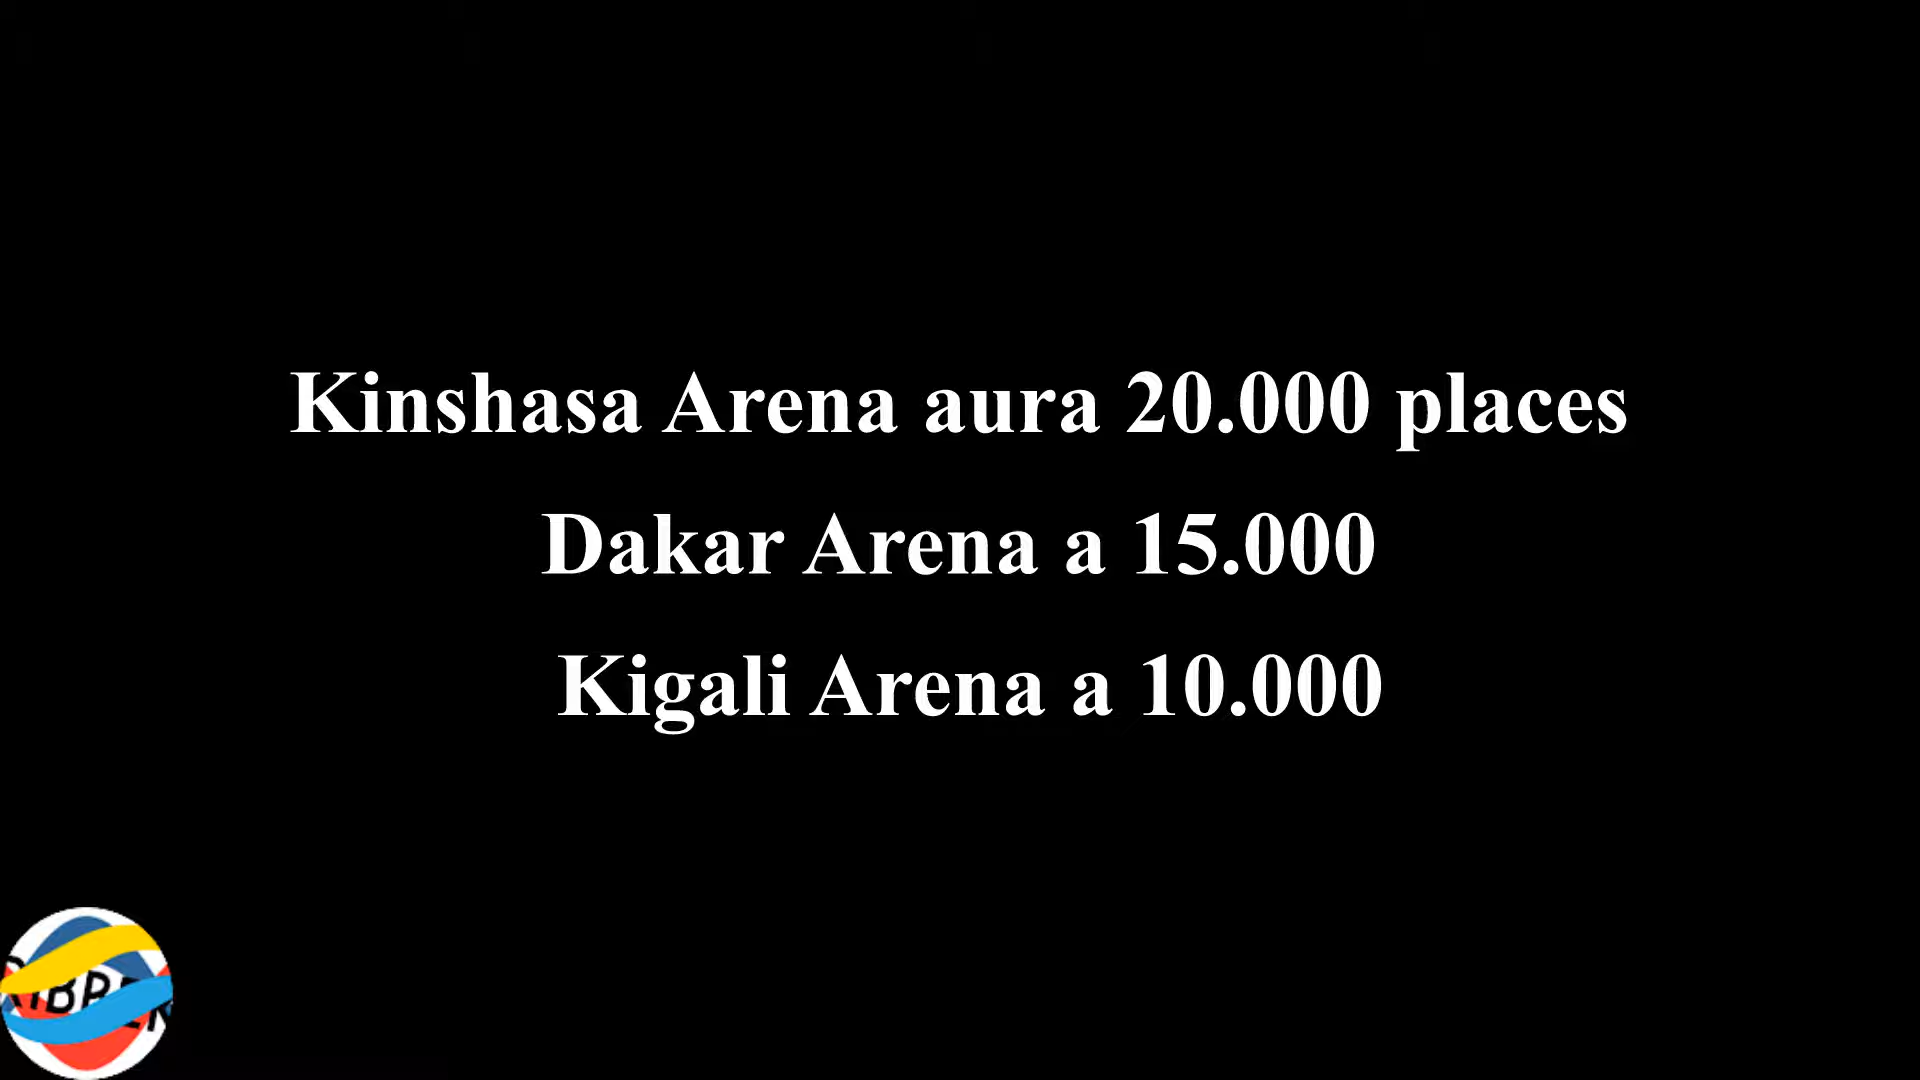 Kinshasa Arena aura 20.000 places
Dakar Arena a 15.000
Kigali Arena a 10.000